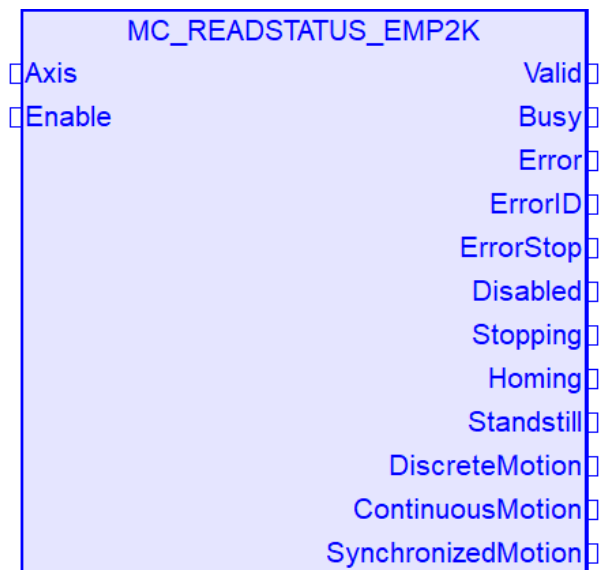 MC_READSTATUS_EMP2K
Axis Valid
Enable Busy
Error
ErrorID
ErrorStop
Disabled
Stopping
Homing
Standstill
DiscreteMotion
ContinuousMotion
SynchronizedMotion